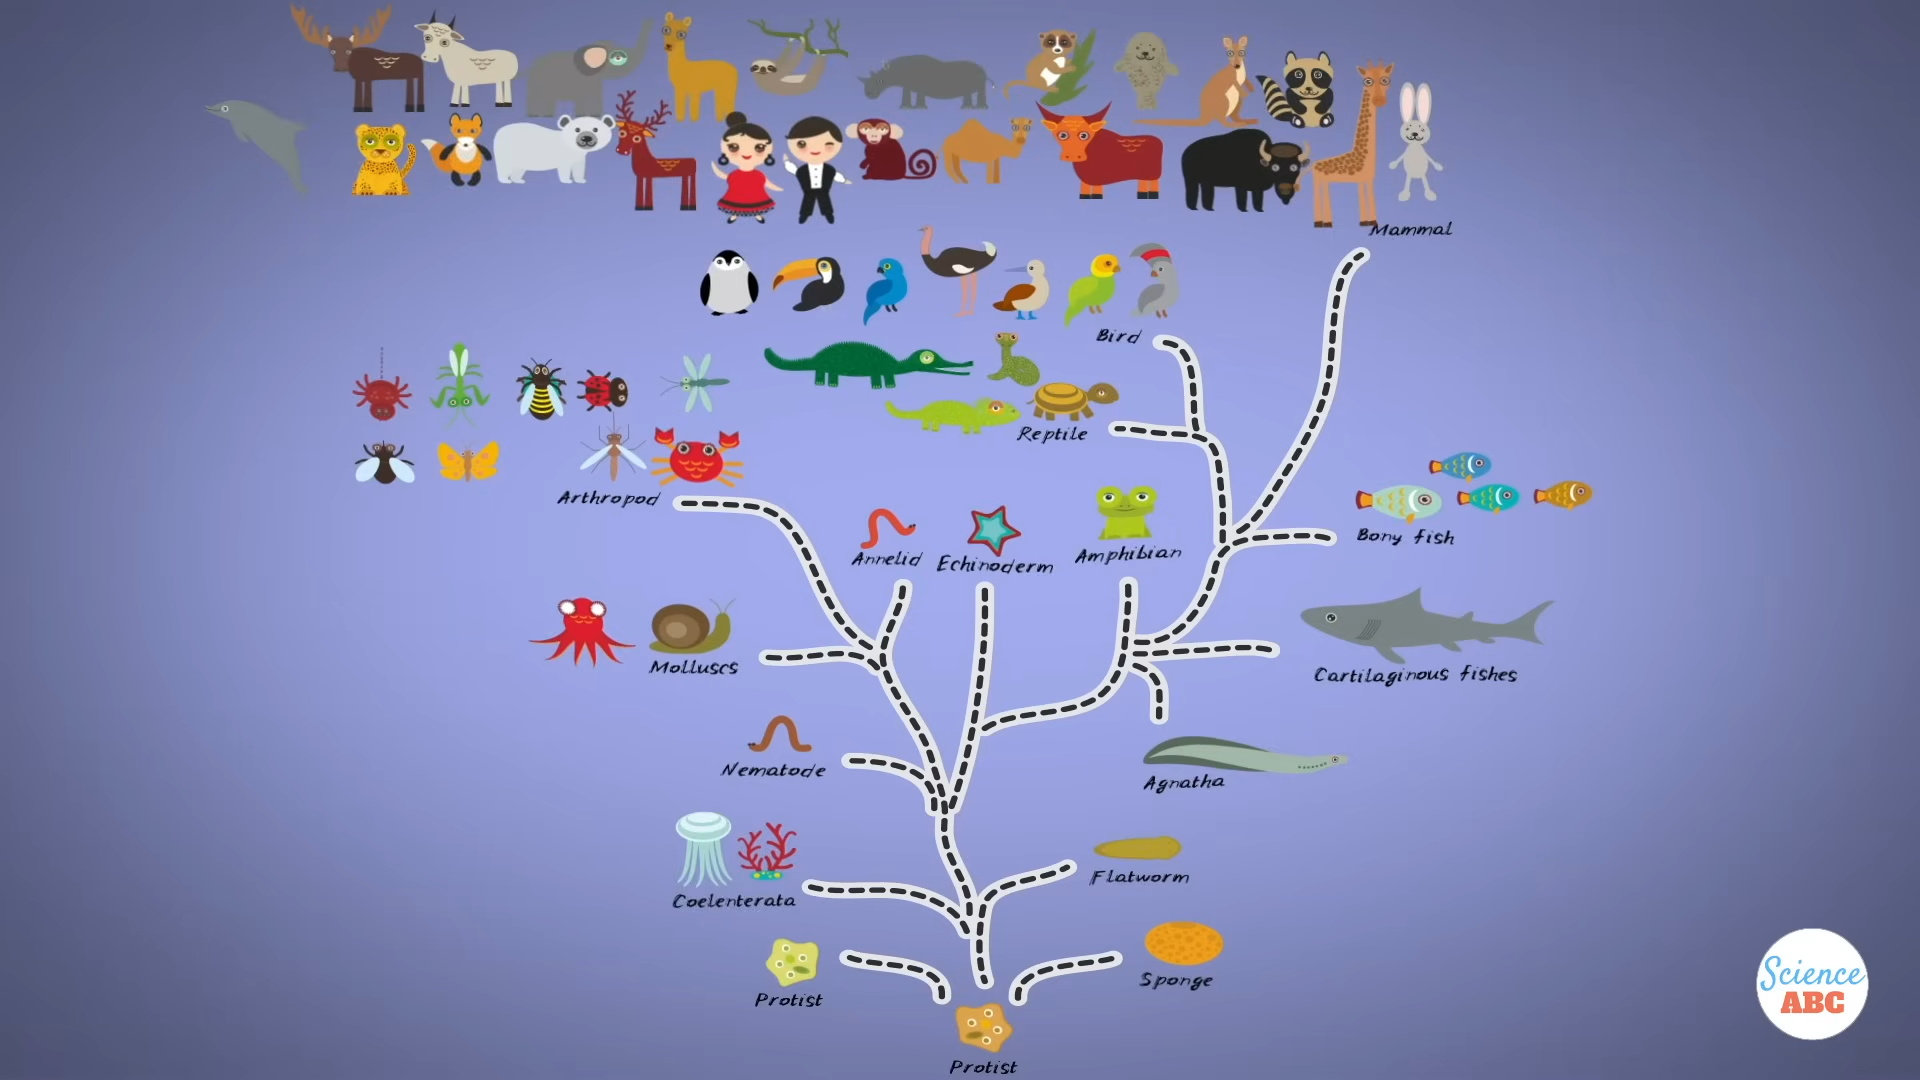 Mammal
Bird
Reptile
Arthropod
Annelid
Echinoderm
Amphibian
Bony fish
Molluscs
Cartilaginous fishes
Nematode
Agnatha
Coelenterata
Flatworm
Protist
Sponge
Protist
Science
ABC